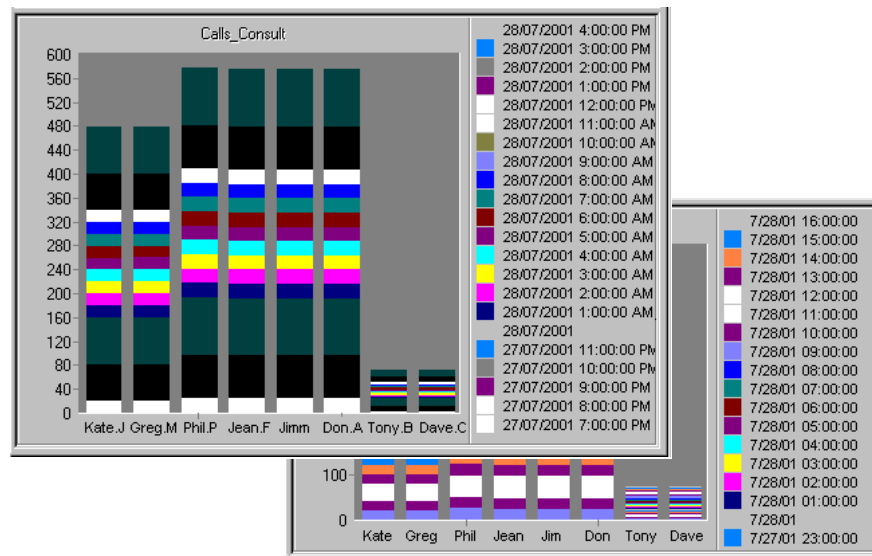 Calls_Consult
600
560
520
480
440
400
360
320
280
240
200
160
120
80
40
0
Kate.J Greg.M Phil.P Jean.F Jimm Don.A Tony.B Dave.C
28/07/2001 4:00:00 PM
28/07/2001 3:00:00 PM
28/07/2001 2:00:00 PM
28/07/2001 1:00:00 PM
28/07/2001 12:00:00 PM
28/07/2001 11:00:00 AM
28/07/2001 10:00:00 AM
28/07/2001 9:00:00 AM
28/07/2001 8:00:00 AM
28/07/2001 7:00:00 AM
28/07/2001 6:00:00 AM
28/07/2001 5:00:00 AM
28/07/2001 4:00:00 AM
28/07/2001 3:00:00 AM
28/07/2001 2:00:00 AM
28/07/2001 1:00:00 AM
28/07/2001
27/07/2001 11:00:00 PM
27/07/2001 10:00:00 PM
27/07/2001 9:00:00 PM
27/07/2001 8:00:00 PM
27/07/2001 7:00:00 PM
100
0
Kate Greg Phil Jean Jim Don Tony Dave
7/28/01 16:00:00
7/28/01 15:00:00
7/28/01 14:00:00
7/28/01 13:00:00
7/28/01 12:00:00
7/28/01 11:00:00
7/28/01 10:00:00
7/28/01 09:00:00
7/28/01 08:00:00
7/28/01 07:00:00
7/28/01 06:00:00
7/28/01 05:00:00
7/28/01 04:00:00
7/28/01 03:00:00
7/28/01 02:00:00
7/28/01 01:00:00
7/28/01
7/27/01 23:00:00